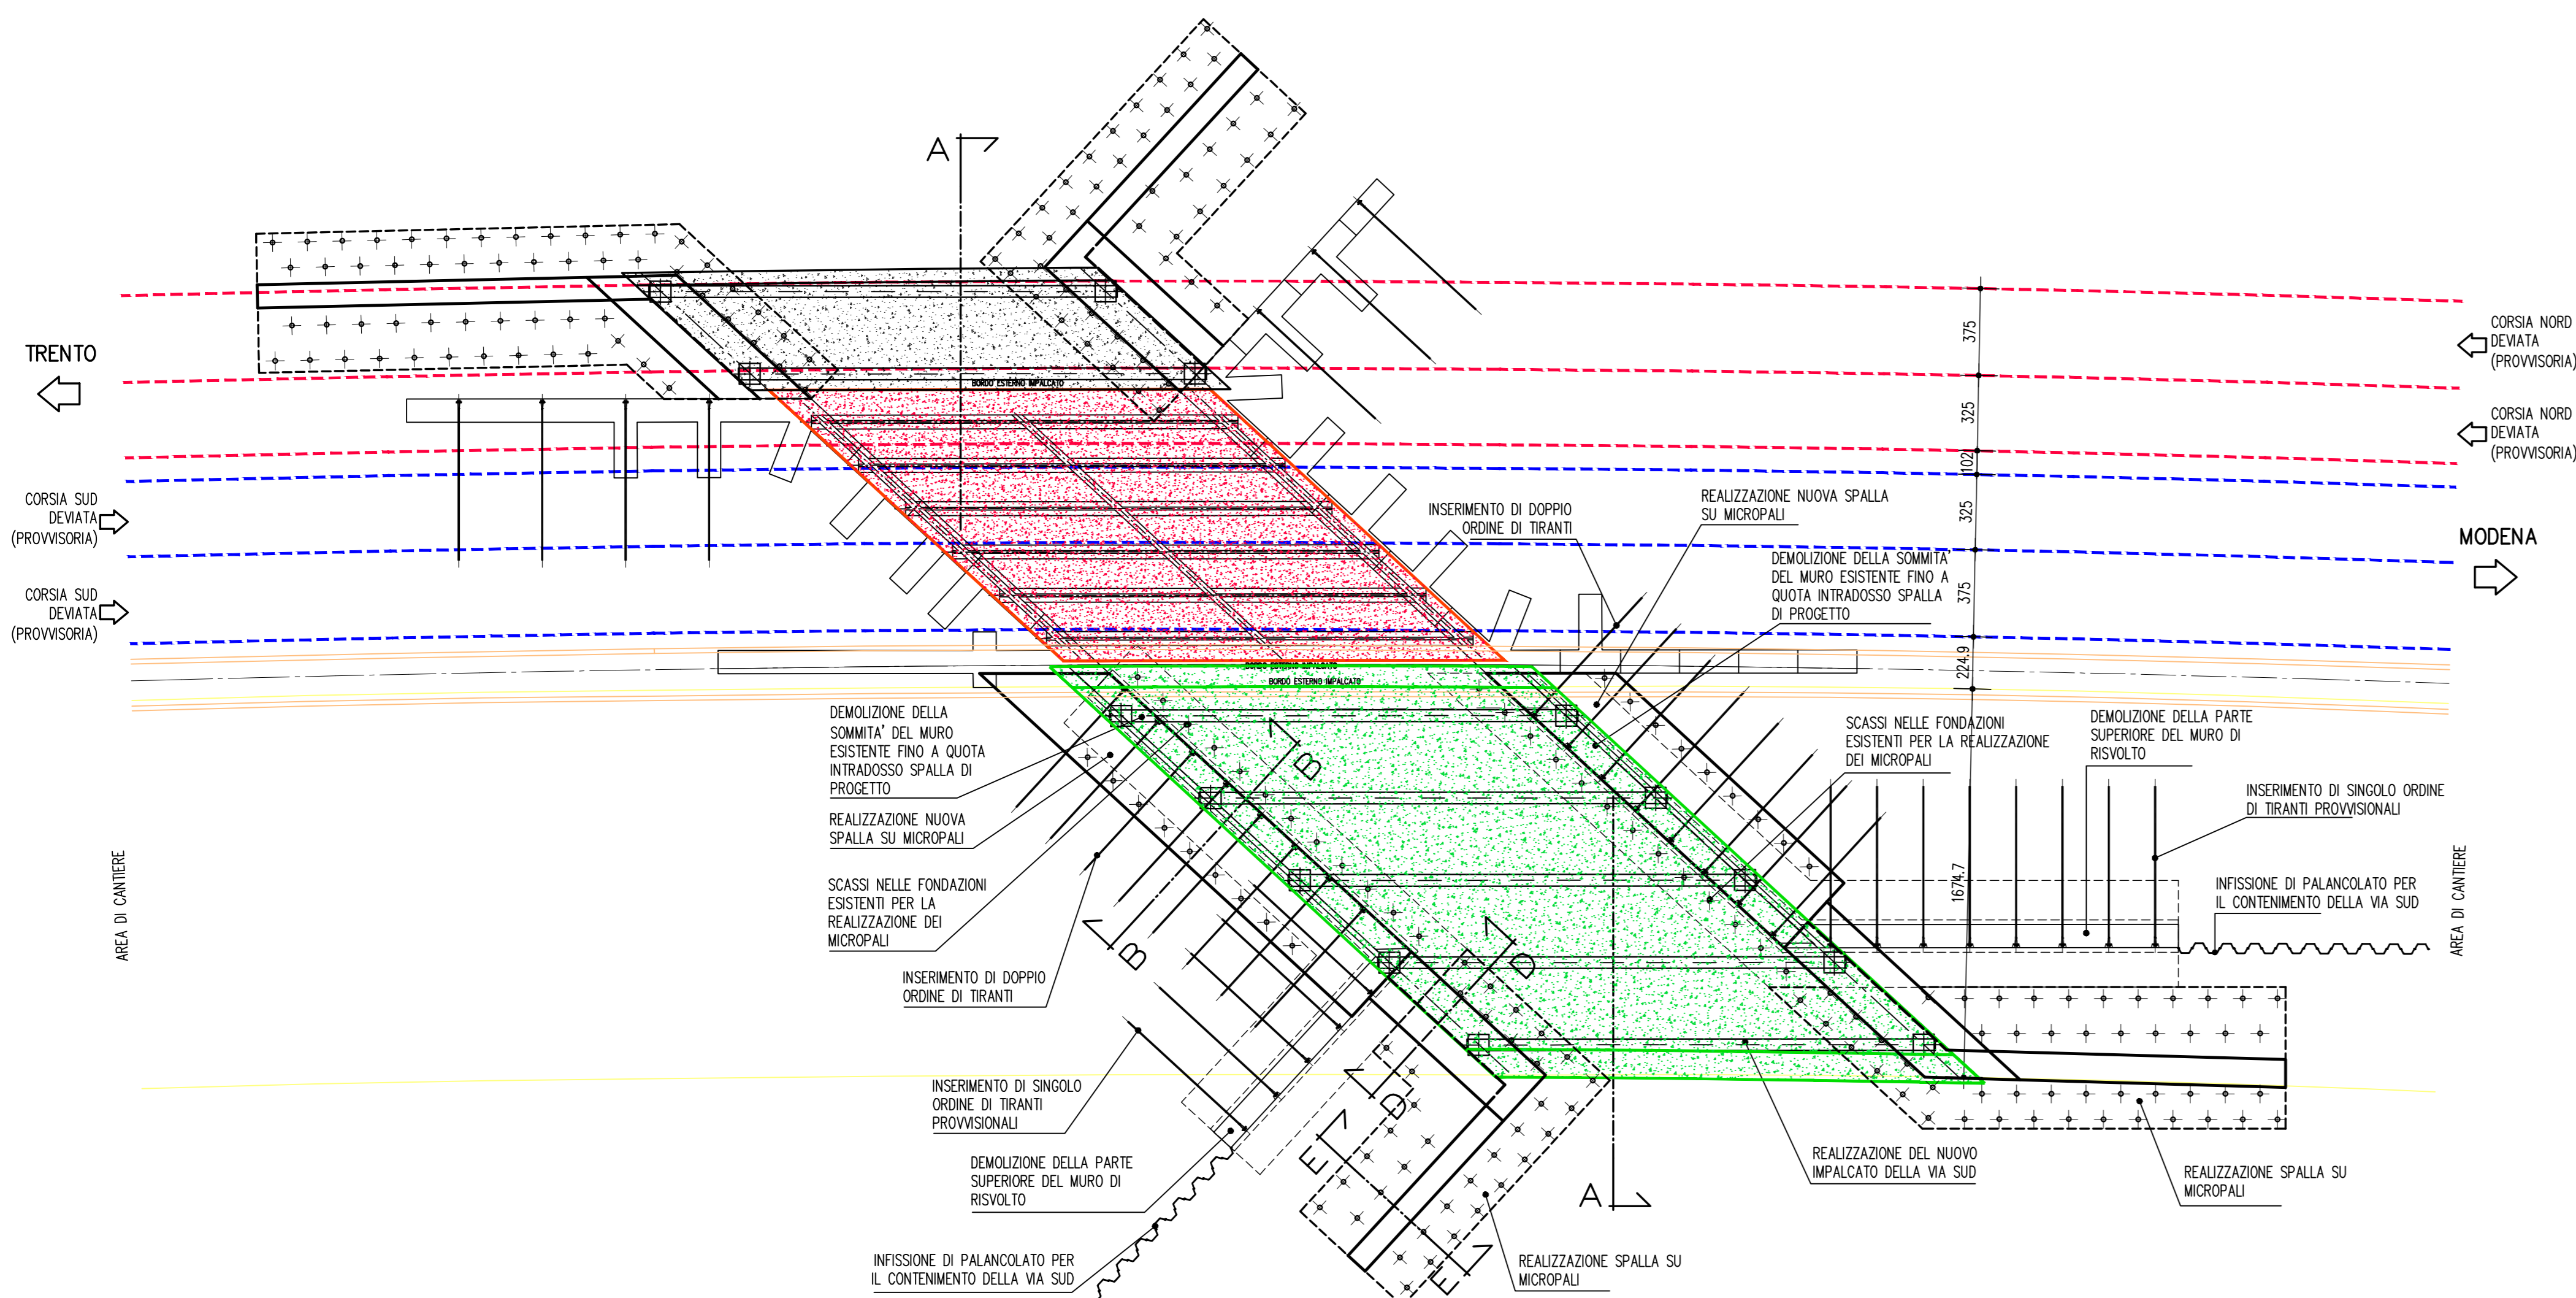 A
TRENTO
CORSIA SUD
DEVIATA
(PROVVISORIA)
CORSIA SUD
DEVIATA
(PROVVISORIA)
AREA DI CANTIERE
BORDO ESTERNO IMPALCATO
BORDO ESTERNO IMPALCATO
BORDO ESTERNO IMPALCATO
INSERIMENTO DI DOPPIO
ORDINE DI TIRANTI
REALIZZAZIONE NUOVA SPALLA
SU MICROPALI
DEMOLIZIONE DELLA SOMMITA'
DEL MURO ESISTENTE FINO A
QUOTA INTRADOSSO SPALLA
DI PROGETTO
375
325
102
325
375
224.9
1674.7
CORSIA NORD
DEVIATA
(PROVVISORIA)
CORSIA NORD
DEVIATA
(PROVVISORIA)
MODENA
DEMOLIZIONE DELLA
SOMMITA' DEL MURO
ESISTENTE FINO A QUOTA
INTRADOSSO SPALLA DI
PROGETTO
REALIZZAZIONE NUOVA
SPALLA SU MICROPALI
SCASSI NELLE FONDAZIONI
ESISTENTI PER LA
REALIZZAZIONE DEI
MICROPALI
INSERIMENTO DI DOPPIO
ORDINE DI TIRANTI
INSERIMENTO DI SINGOLO
ORDINE DI TIRANTI
PROVVISIONALI
DEMOLIZIONE DELLA PARTE
SUPERIORE DEL MURO DI
RISVOLTO
INFISSIONE DI PALANCOLATO PER
IL CONTENIMENTO DELLA VIA SUD
B
B
D
D
E
E
A
SCASSI NELLE FONDAZIONI
ESISTENTI PER LA REALIZZAZIONE
DEI MICROPALI
DEMOLIZIONE DELLA PARTE
SUPERIORE DEL MURO DI
RISVOLTO
INSERIMENTO DI SINGOLO ORDINE
DI TIRANTI PROVVISIONALI
INFISSIONE DI PALANCOLATO PER
IL CONTENIMENTO DELLA VIA SUD
AREA DI CANTIERE
REALIZZAZIONE DEL NUOVO
IMPALCATO DELLA VIA SUD
REALIZZAZIONE SPALLA SU
MICROPALI
REALIZZAZIONE SPALLA SU
MICROPALI